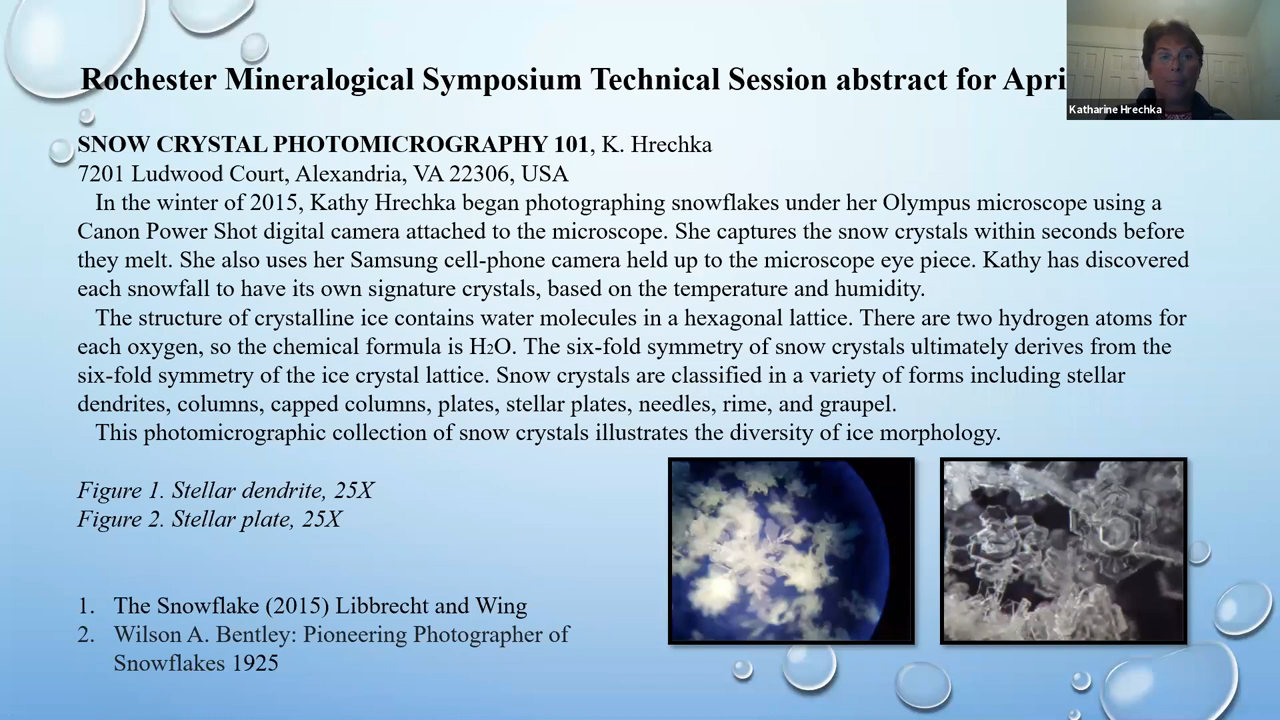 Rochester Mineralogical Symposium Technical Session abstract for Apri
Katharine Hrechka
SNOW CRYSTAL PHOTOMICROGRAPHY 101, K. Hrechka
7201 Ludwood Court, Alexandria, VA 22306, USA
In the winter of 2015, Kathy Hrechka began photographing snowflakes under her Olympus microscope using a
Canon Power Shot digital camera attached to the microscope. She captures the snow crystals within seconds before
they melt. She also uses her Samsung cell-phone camera held up to the microscope eye piece. Kathy has discovered
each snowfall to have its own signature crystals, based on the temperature and humidity.
The structure of crystalline ice contains water molecules in a hexagonal lattice. There are two hydrogen atoms for
each oxygen, so the chemical formula is H2O. The six-fold symmetry of snow crystals ultimately derives from the
six-fold symmetry of the ice crystal lattice. Snow crystals are classified in a variety of forms including stellar
dendrites, columns, capped columns, plates, stellar plates, needles, rime, and graupel.
This photomicrographic collection of snow crystals illustrates the diversity of ice morphology.
Figure 1. Stellar dendrite, 25X
Figure 2. Stellar plate, 25X
1. The Snowflake (2015) Libbrecht and Wing
2. Wilson A. Bentley: Pioneering Photographer of
Snowflakes 1925